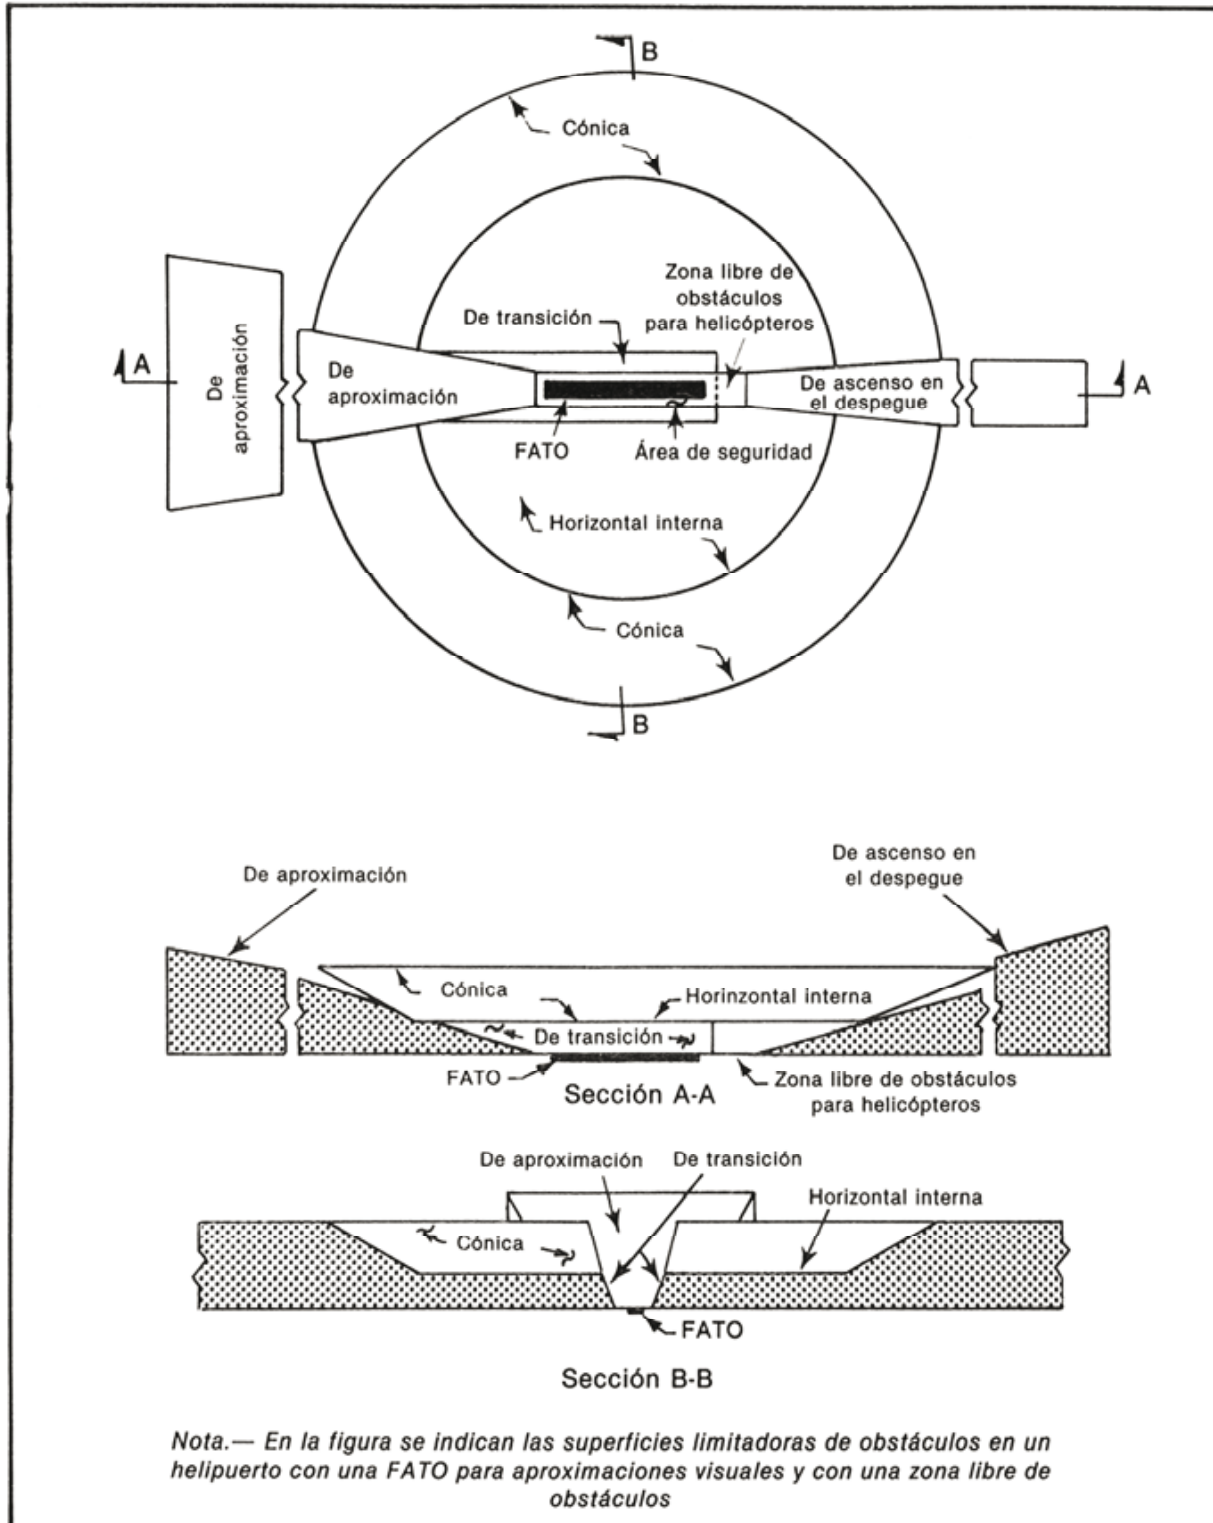 B
Cónica
Zona libre de
obstáculos
para helicópteros
De transición
A
De
aproximación
De
aproximación
De ascenso en
el despegue
A
FATO
Área de seguridad
Horizontal interna
Cónica
B
De ascenso en
el despegue
De aproximación
Cónica
Horinzontal interna
De transición
FATO
Zona libre de obstáculos
para helicópteros
Sección A-A
De aproximación
De transición
Horizontal interna
Cónica
FATO
Sección B-B
Nota.— En la figura se indican las superficies limitadoras de obstáculos en un
helipuerto con una FATO para aproximaciones visuales y con una zona libre de
obstáculos